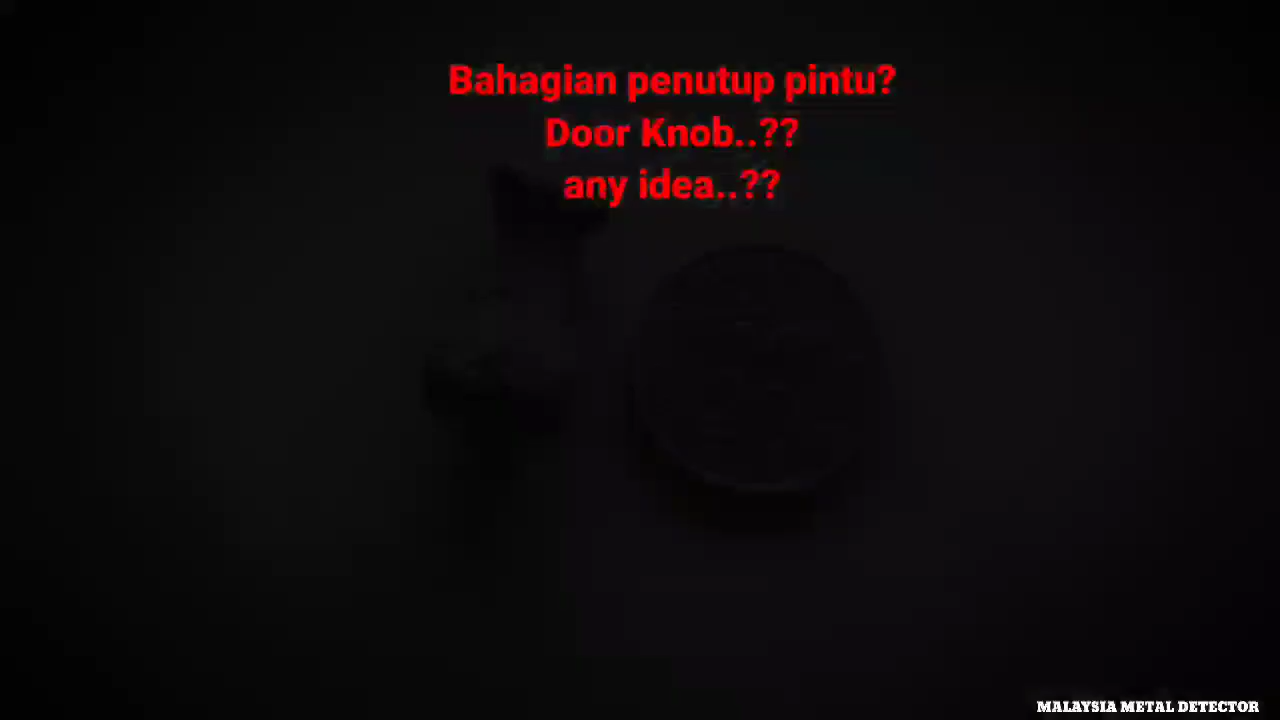 Bahagian penutup pintu?
Door Knob..??
any idea..??
MALAYSIA METAL DETECTOR